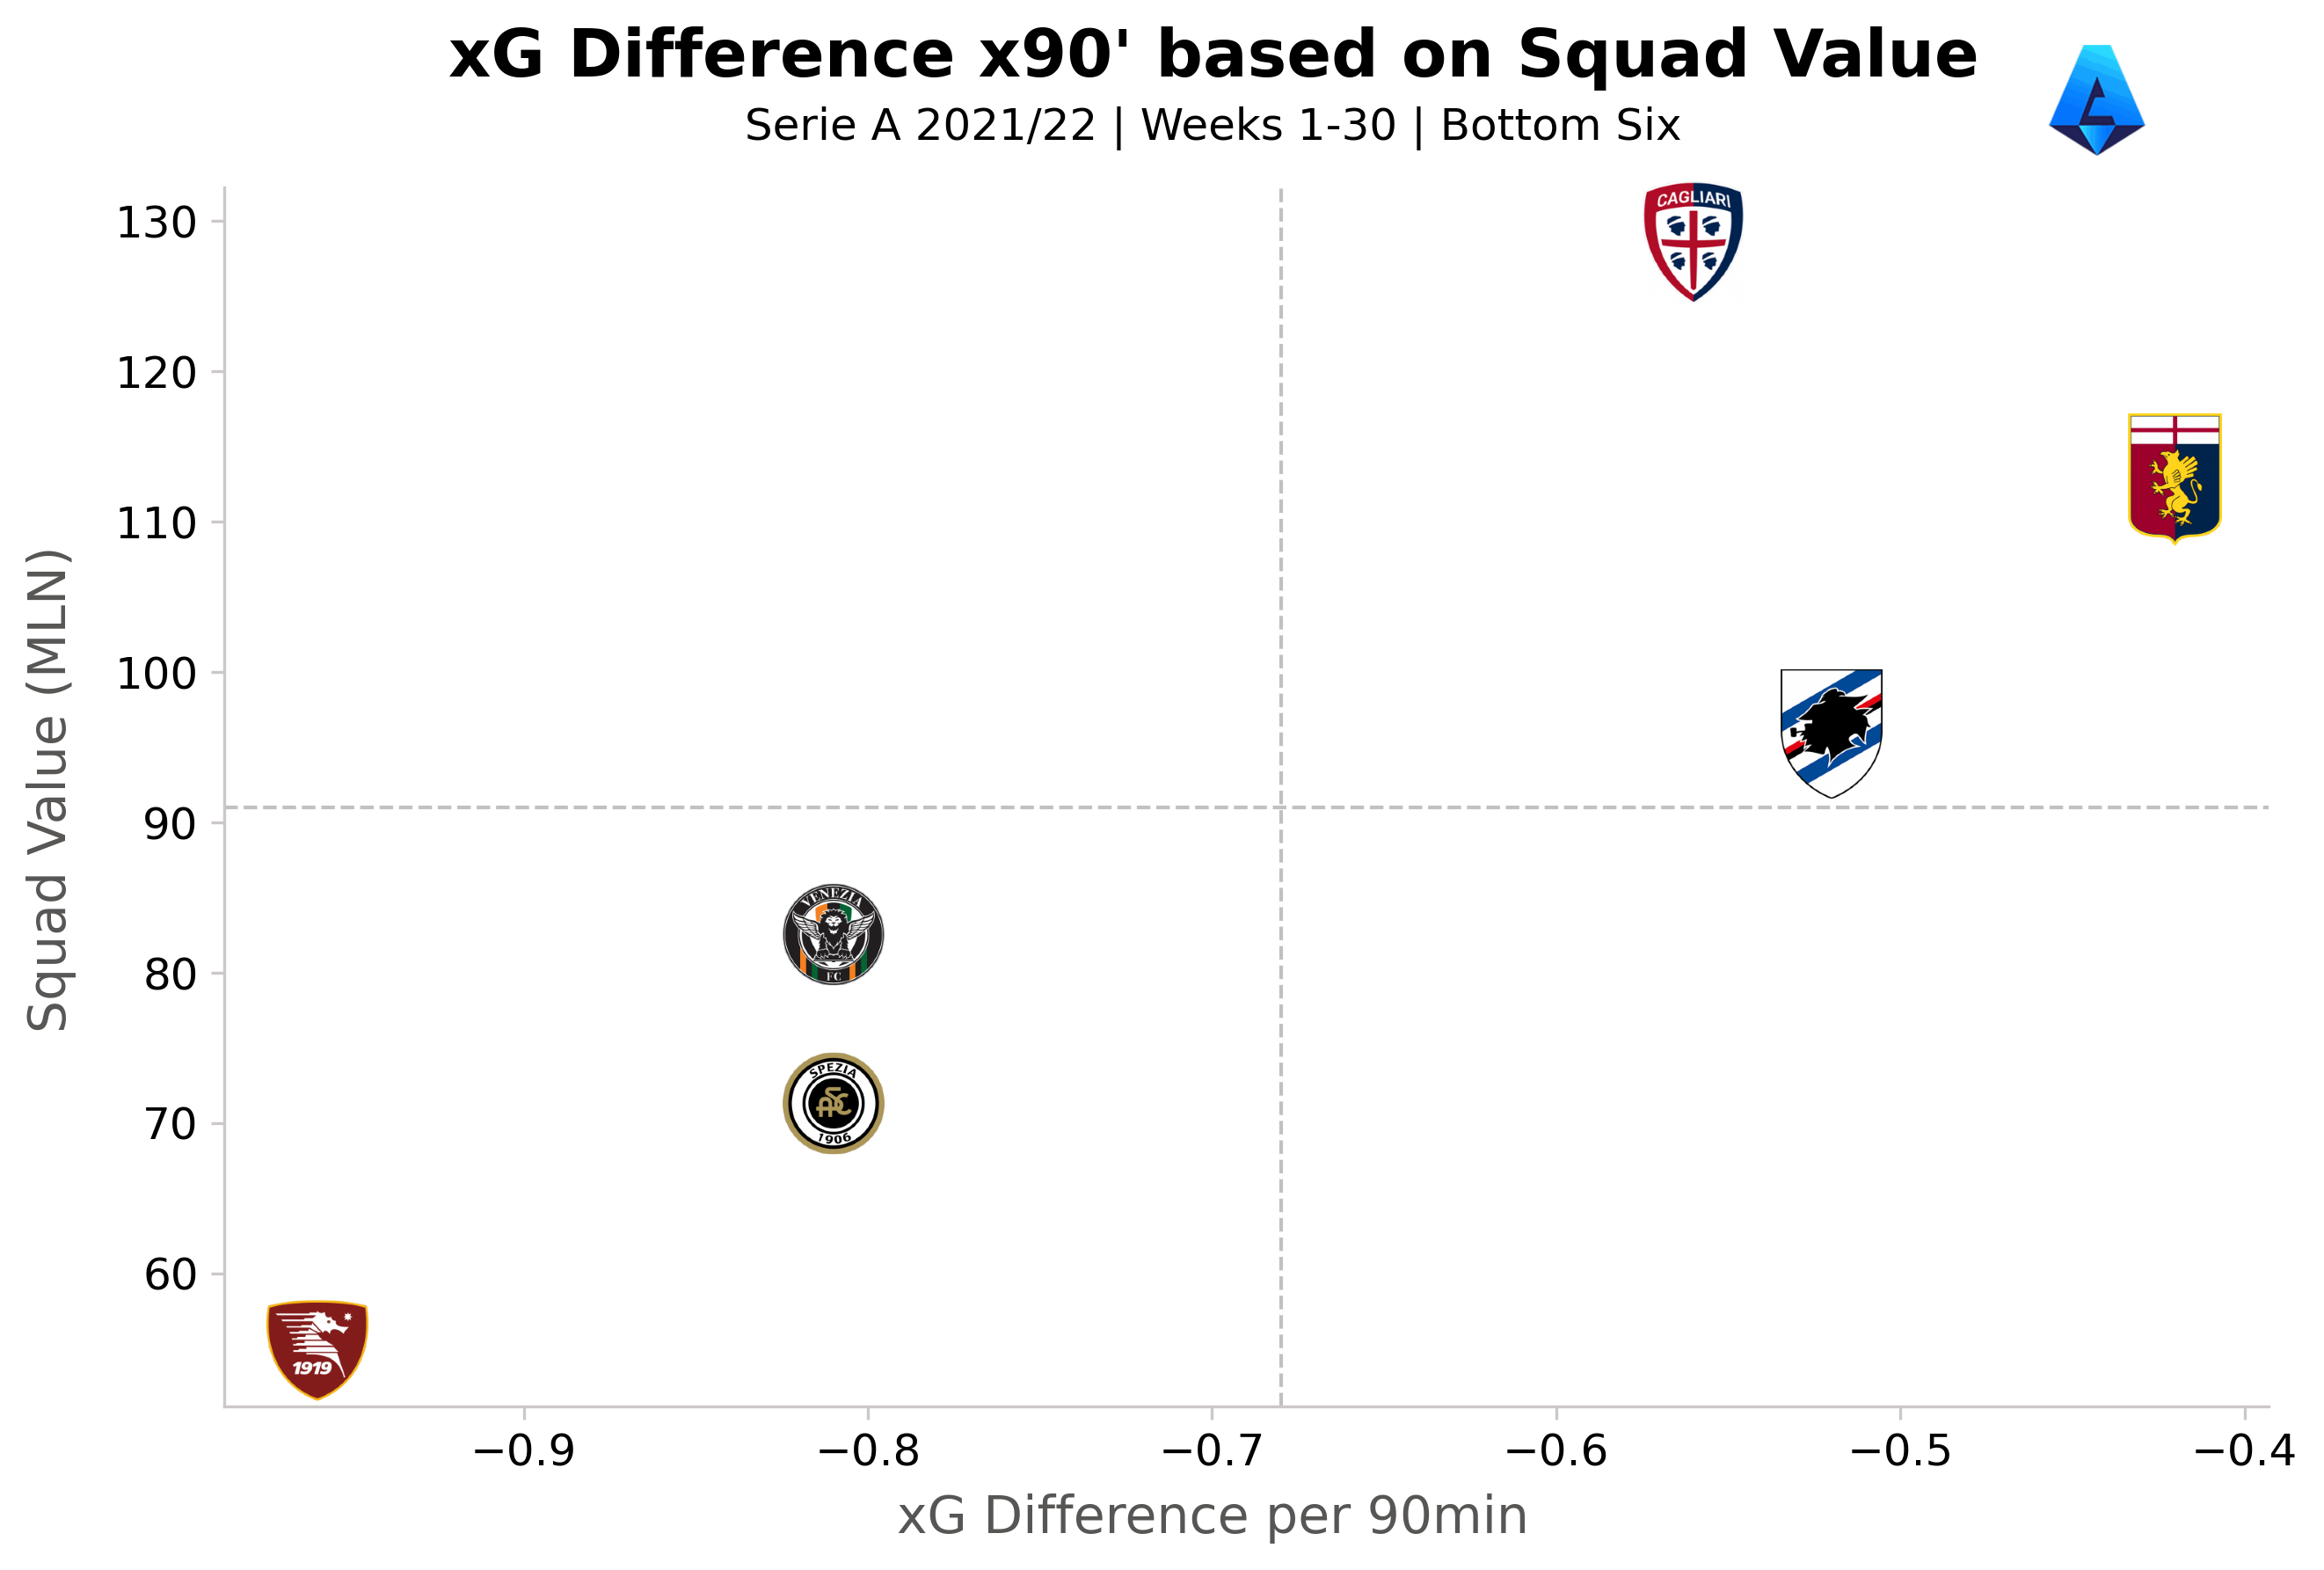 xG Difference x90' based on Squad Value
Serie A 2021/22 | Weeks 1-30 | Bottom Six
Squad Value (MLN)
130
120
110
100
90
80
70
60
CAGLIARI
VENEZIA
FC
SPEZIA
1906
1919
−0.9
−0.8
−0.7
−0.6
−0.5
−0.4
xG Difference per 90min